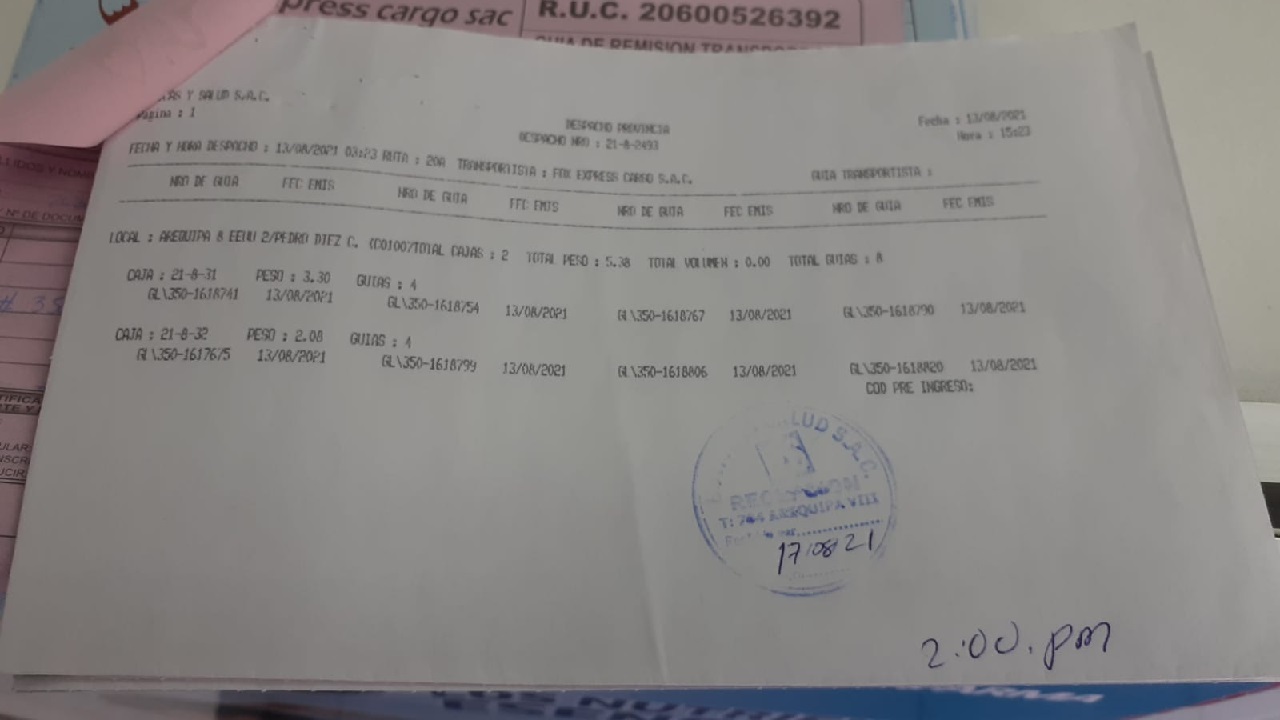 press cargo sac
R.U.C. 20600526392
GUIA DE REMISION
Y SALUD S.A.C.
Página : 1
DESPACHO PROVINCIA
DESPACHO NRO : 21-8-2493
Fecha : 13/08/2021
Hora : 15:23
FECHA Y HORA DESPACHO : 13/08/2021 03:23 RUTA : 20A TRANSPORTISTA : FOX EXPRESS CARGO S.A.C. GUIA TRANSPORTISTA :
NRO DE GUIA FEC EMIS NRO DE GUIA FEC EMIS NRO DE GUIA FEC EMIS NRO DE GUIA FEC EMIS
LOCAL : AREQUIPA 8 EEUU 2/PEDRO DIEZ C. (C0100/TOTAL CAJAS : 2 TOTAL PESO : 5.38 TOTAL VOLUMEN : 0.00 TOTAL GUIAS : 8
CAJA : 21-8-31 PESO : 3.30 GUIAS : 4
GL\350-1618741 13/08/2021 GL\350-1618754 13/08/2021 GL\350-1618767 13/08/2021 GL\350-1618790 13/08/2021
CAJA : 21-8-32 PESO : 2.08 GUIAS : 4
GL\350-1617675 13/08/2021 GL\350-1618799 13/08/2021 GL\350-1618806 13/08/2021 GL\350-1618820 13/08/2021
COD PRE INGRESO:
SALUD S.A.C.
RECEPCION
T: 704 AREQUIPA VIII
17/08/21
2:00. pm